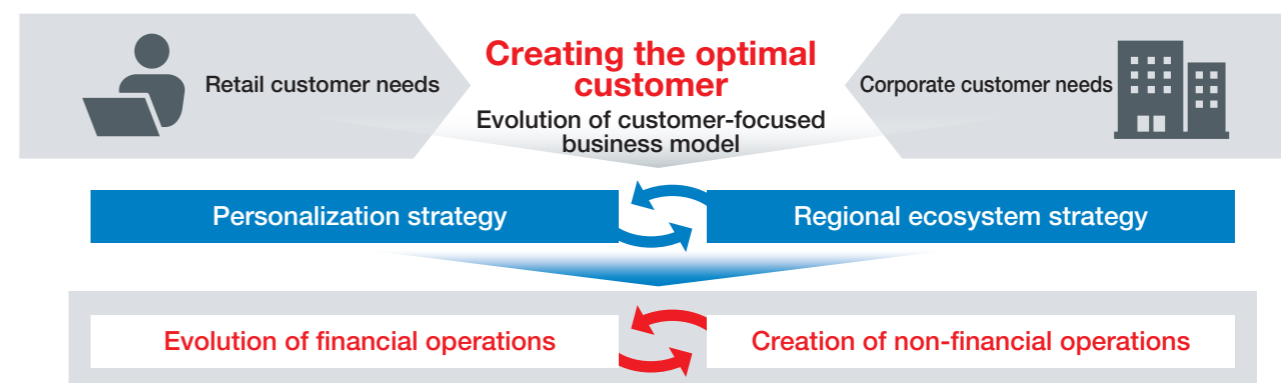 Retail customer needs
Creating the optimal
customer
Evolution of customer-focused
business model
Corporate customer needs
Personalization strategy
Regional ecosystem strategy
Evolution of financial operations
Creation of non-financial operations